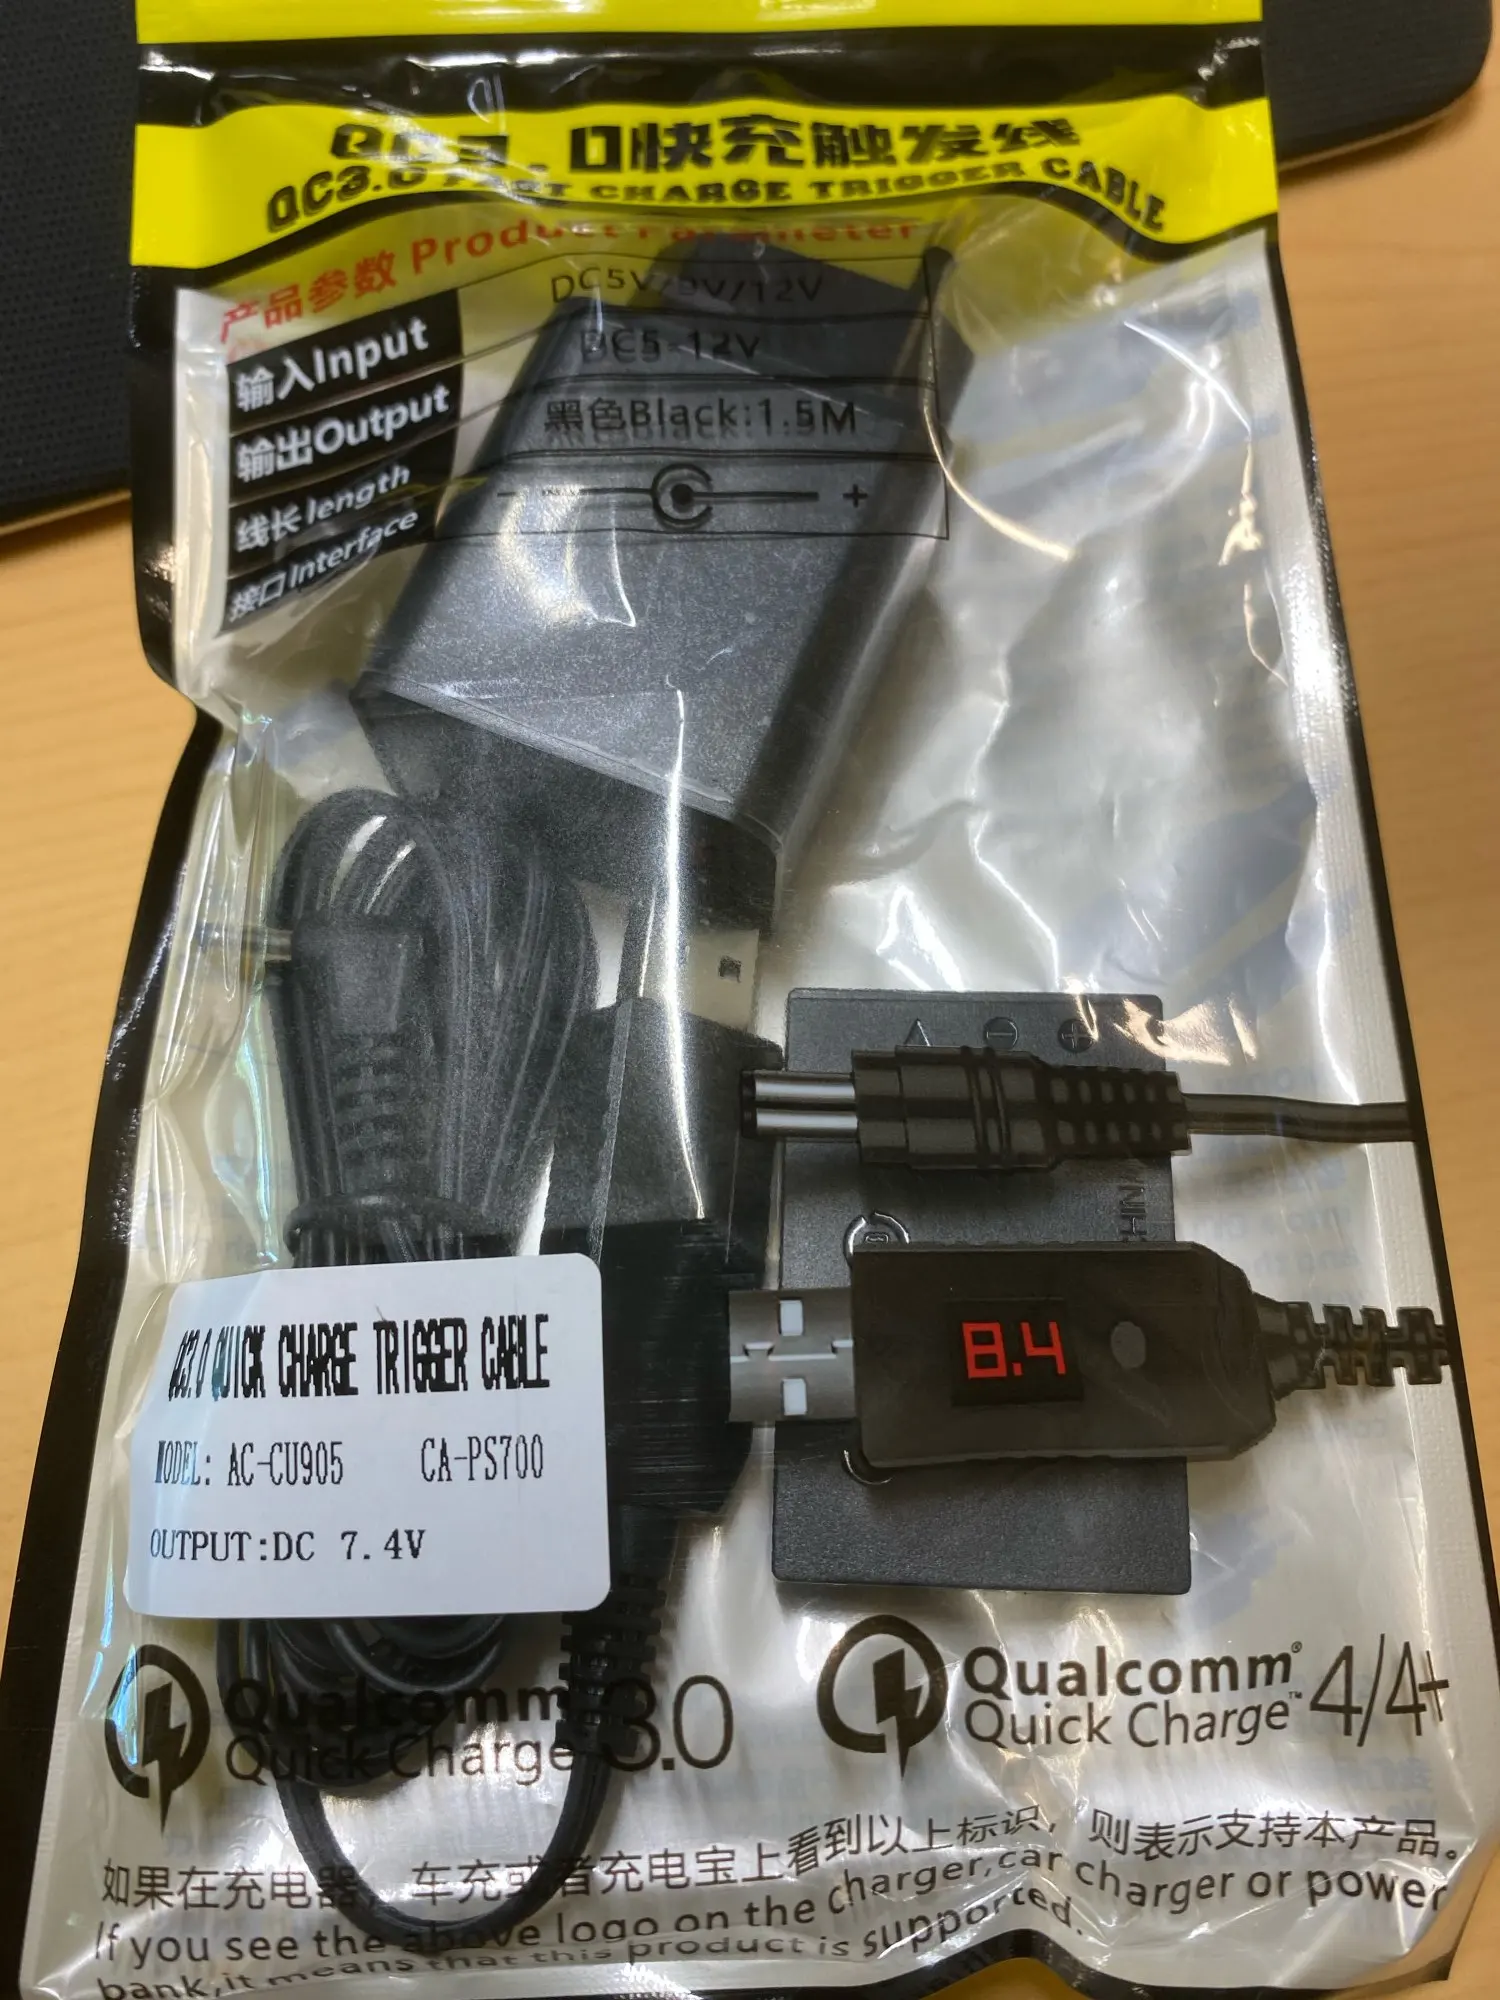 QC3.0快充触发线
QC3.0 FAST CHARGE TRIGGER CABLE
产品参数 Product Parameter
输入Input DC5V/9V/12V
输出Output DC5-12V
线长length 黑色Black:1.5M
接口Interface - +
8.4
QC3.0 QUICK CHARGE TRIGGER CABLE
MODEL: AC-CU905 CA-PS700
OUTPUT:DC 7.4V
Qualcomm Quick Charge 3.0
Qualcomm® Quick Charge™ 4/4+
如果在充电器，车充或者充电宝上看到以上标识，则表示支持本产品。
If you see the above logo on the charger,car charger or power
bank,it means that this product is supported.